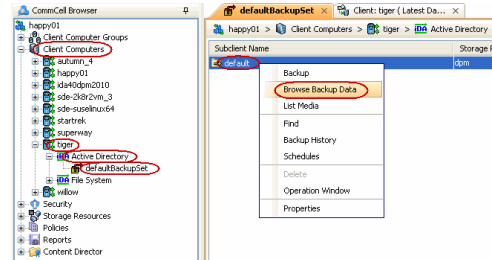 CommCell Browser
happy01
Client Computer Groups
Client Computers
autumn_4
happy01
ida40dpm2010
sde-2k8r2vm_3
sde-suselinux64
startrek
superway
tiger
iDA Active Directory
defaultBackupSet
iDA File System
willow
Security
Storage Resources
Policies
Reports
Content Director
defaultBackupSet
Client: tiger ( Latest Da...
happy01 > Client Computers > tiger > iDA Active Directory
Subclient Name
Storage P
default
dpm
Backup
Browse Backup Data
List Media
Find
Backup History
Schedules
Delete
Operation Window
Properties